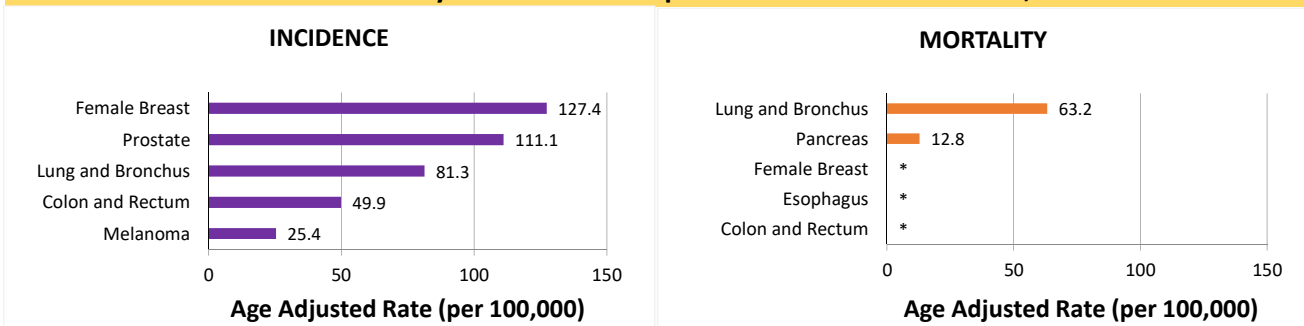 INCIDENCE
Female Breast 127.4
Prostate 111.1
Lung and Bronchus 81.3
Colon and Rectum 49.9
Melanoma 25.4
0 50 100 150
Age Adjusted Rate (per 100,000)
MORTALITY
Lung and Bronchus 63.2
Pancreas 12.8
Female Breast *
Esophagus *
Colon and Rectum *
0 50 100 150
Age Adjusted Rate (per 100,000)